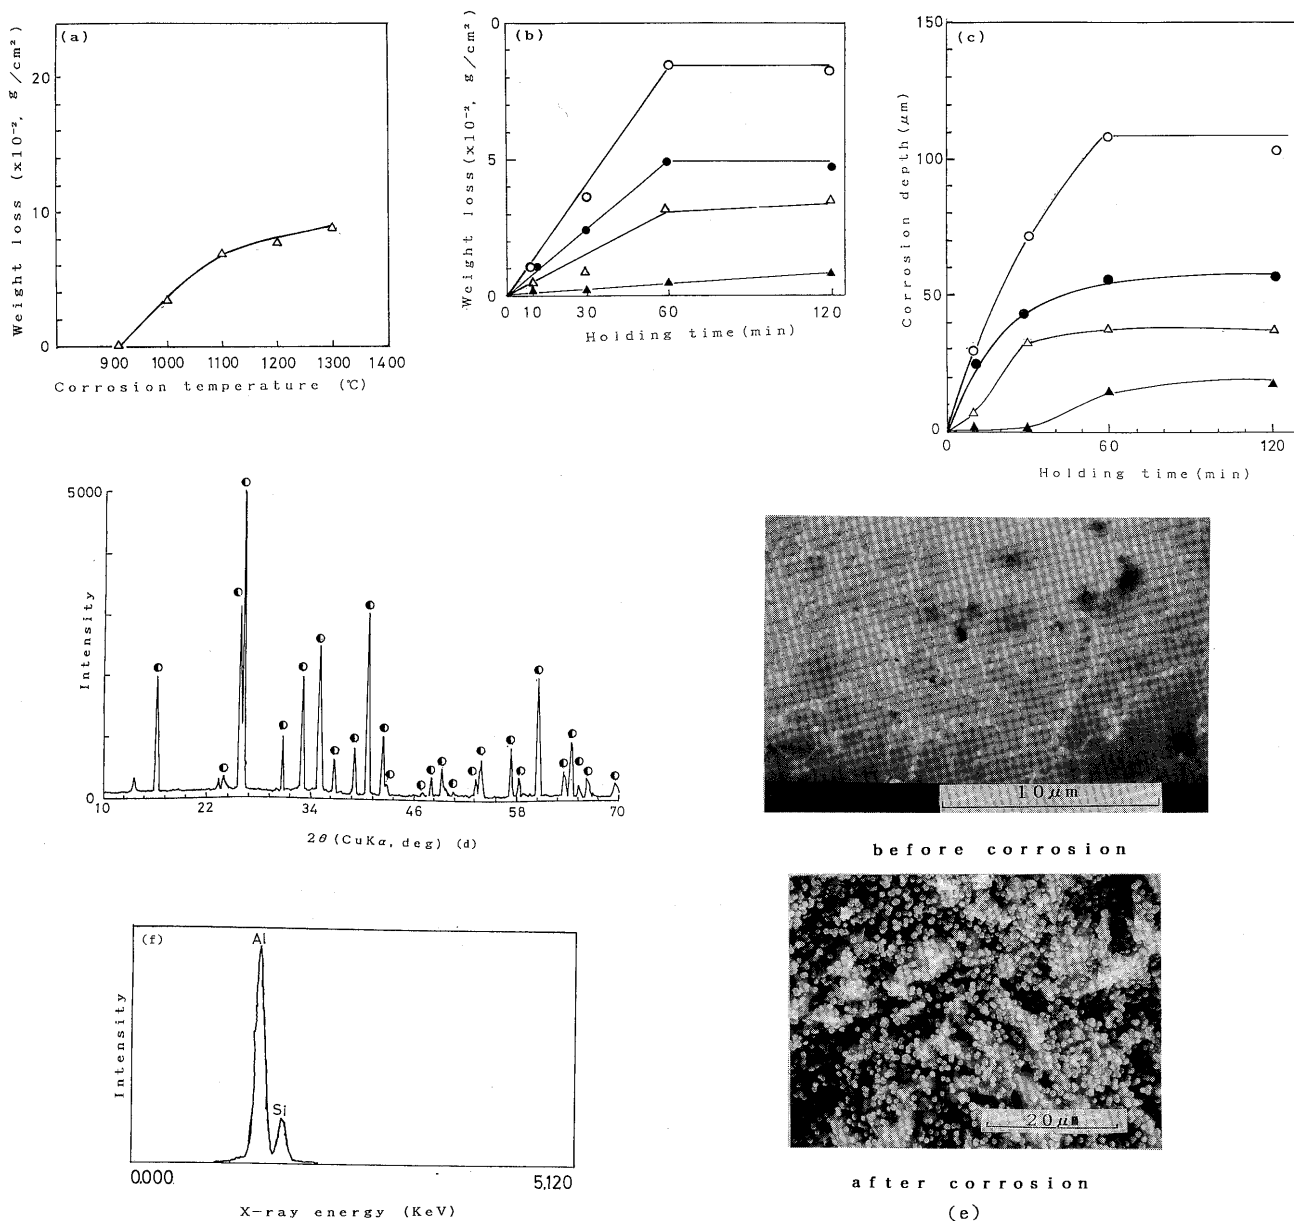 (a)
Weight loss (x10⁻², g/cm²)
20
10
0
900 1000 1100 1200 1300 1400
Corrosion temperature (℃)
(b)
Weight loss(x10⁻², g/cm²)
0
5
0
0 10 30 60 120
Holding time(min)
(c)
Corrosion depth(μm)
150
100
50
0
0 60 120
Holding time(min)
5000
Intensity
0
10 22 34 46 58 70
2θ(CuKα,deg) (d)
10μm
before corrosion
20μm
after corrosion
(e)
(f)
Al
Si
Intensity
0.000 5.120
X-ray energy (KeV)